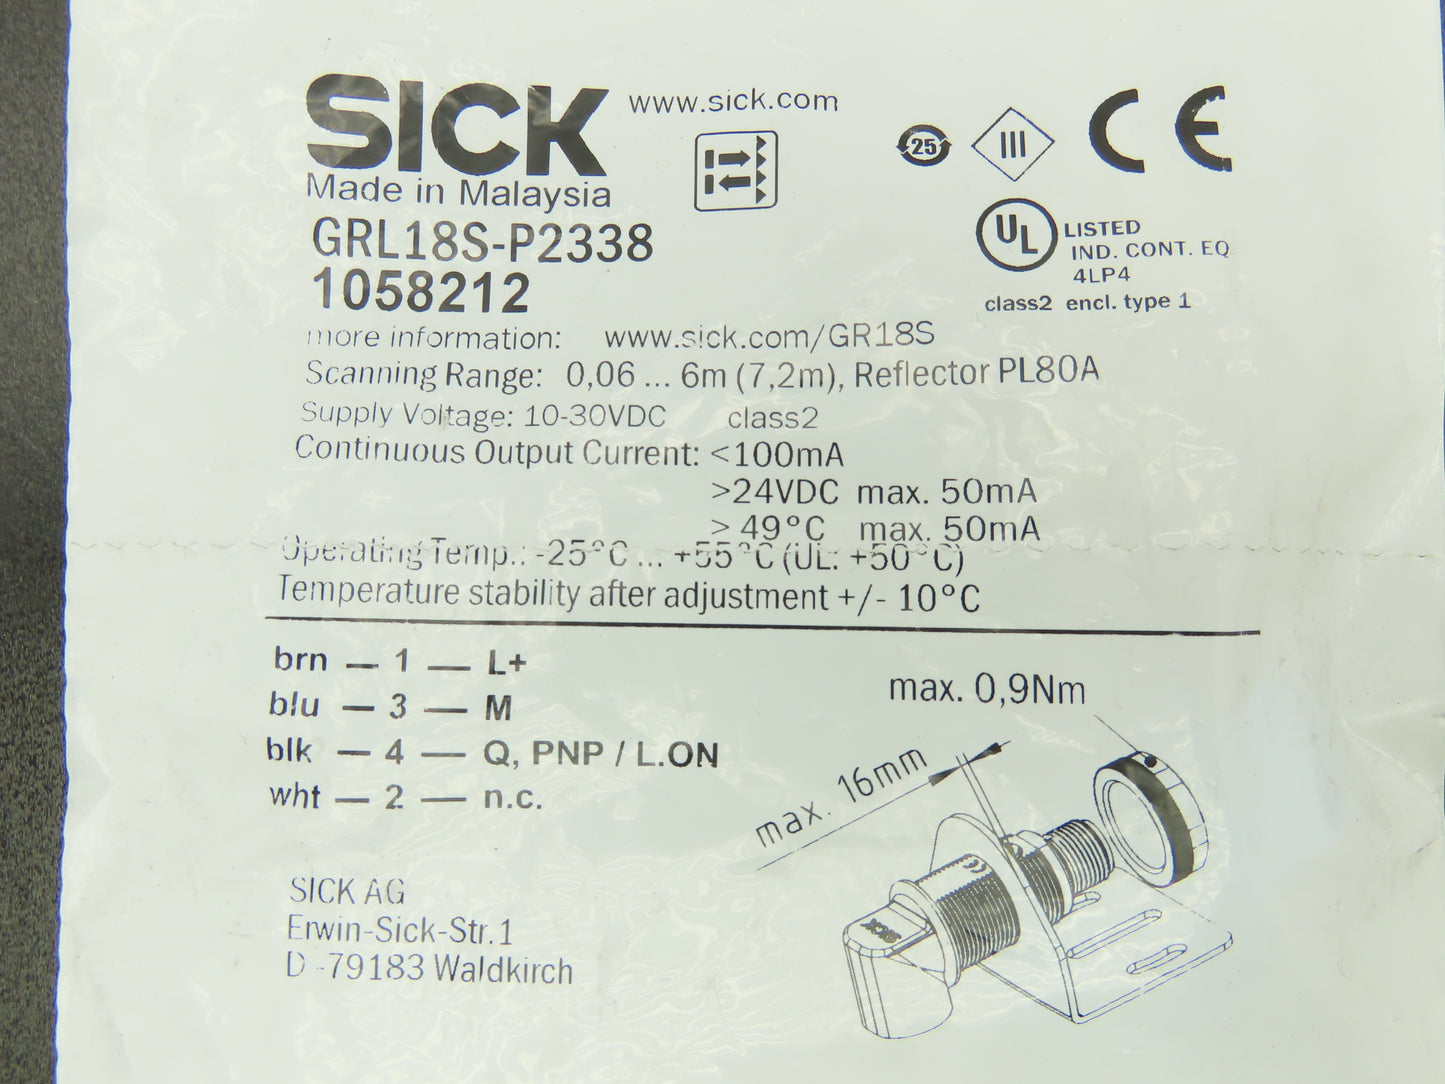 SICK www.sick.com
Made in Malaysia
GRL18S-P2338
1058212
25
III
CE
UL LISTED
IND. CONT. EQ
4LP4
class2 encl. type 1
more information: www.sick.com/GR18S
Scanning Range: 0,06 ... 6m (7,2m), Reflector PL80A
Supply Voltage: 10-30VDC class2
Continuous Output Current: <100mA
>24VDC max. 50mA
> 49°C max. 50mA
Operating Temp.: -25°C ... +55°C (UL: +50°C)
Temperature stability after adjustment +/- 10°C
brn — 1 — L+
blu — 3 — M
blk — 4 — Q, PNP / L.ON
wht — 2 — n.c.
max. 0,9Nm
max. 16mm
CE
SICK
SICK AG
Erwin-Sick-Str. 1
D -79183 Waldkirch